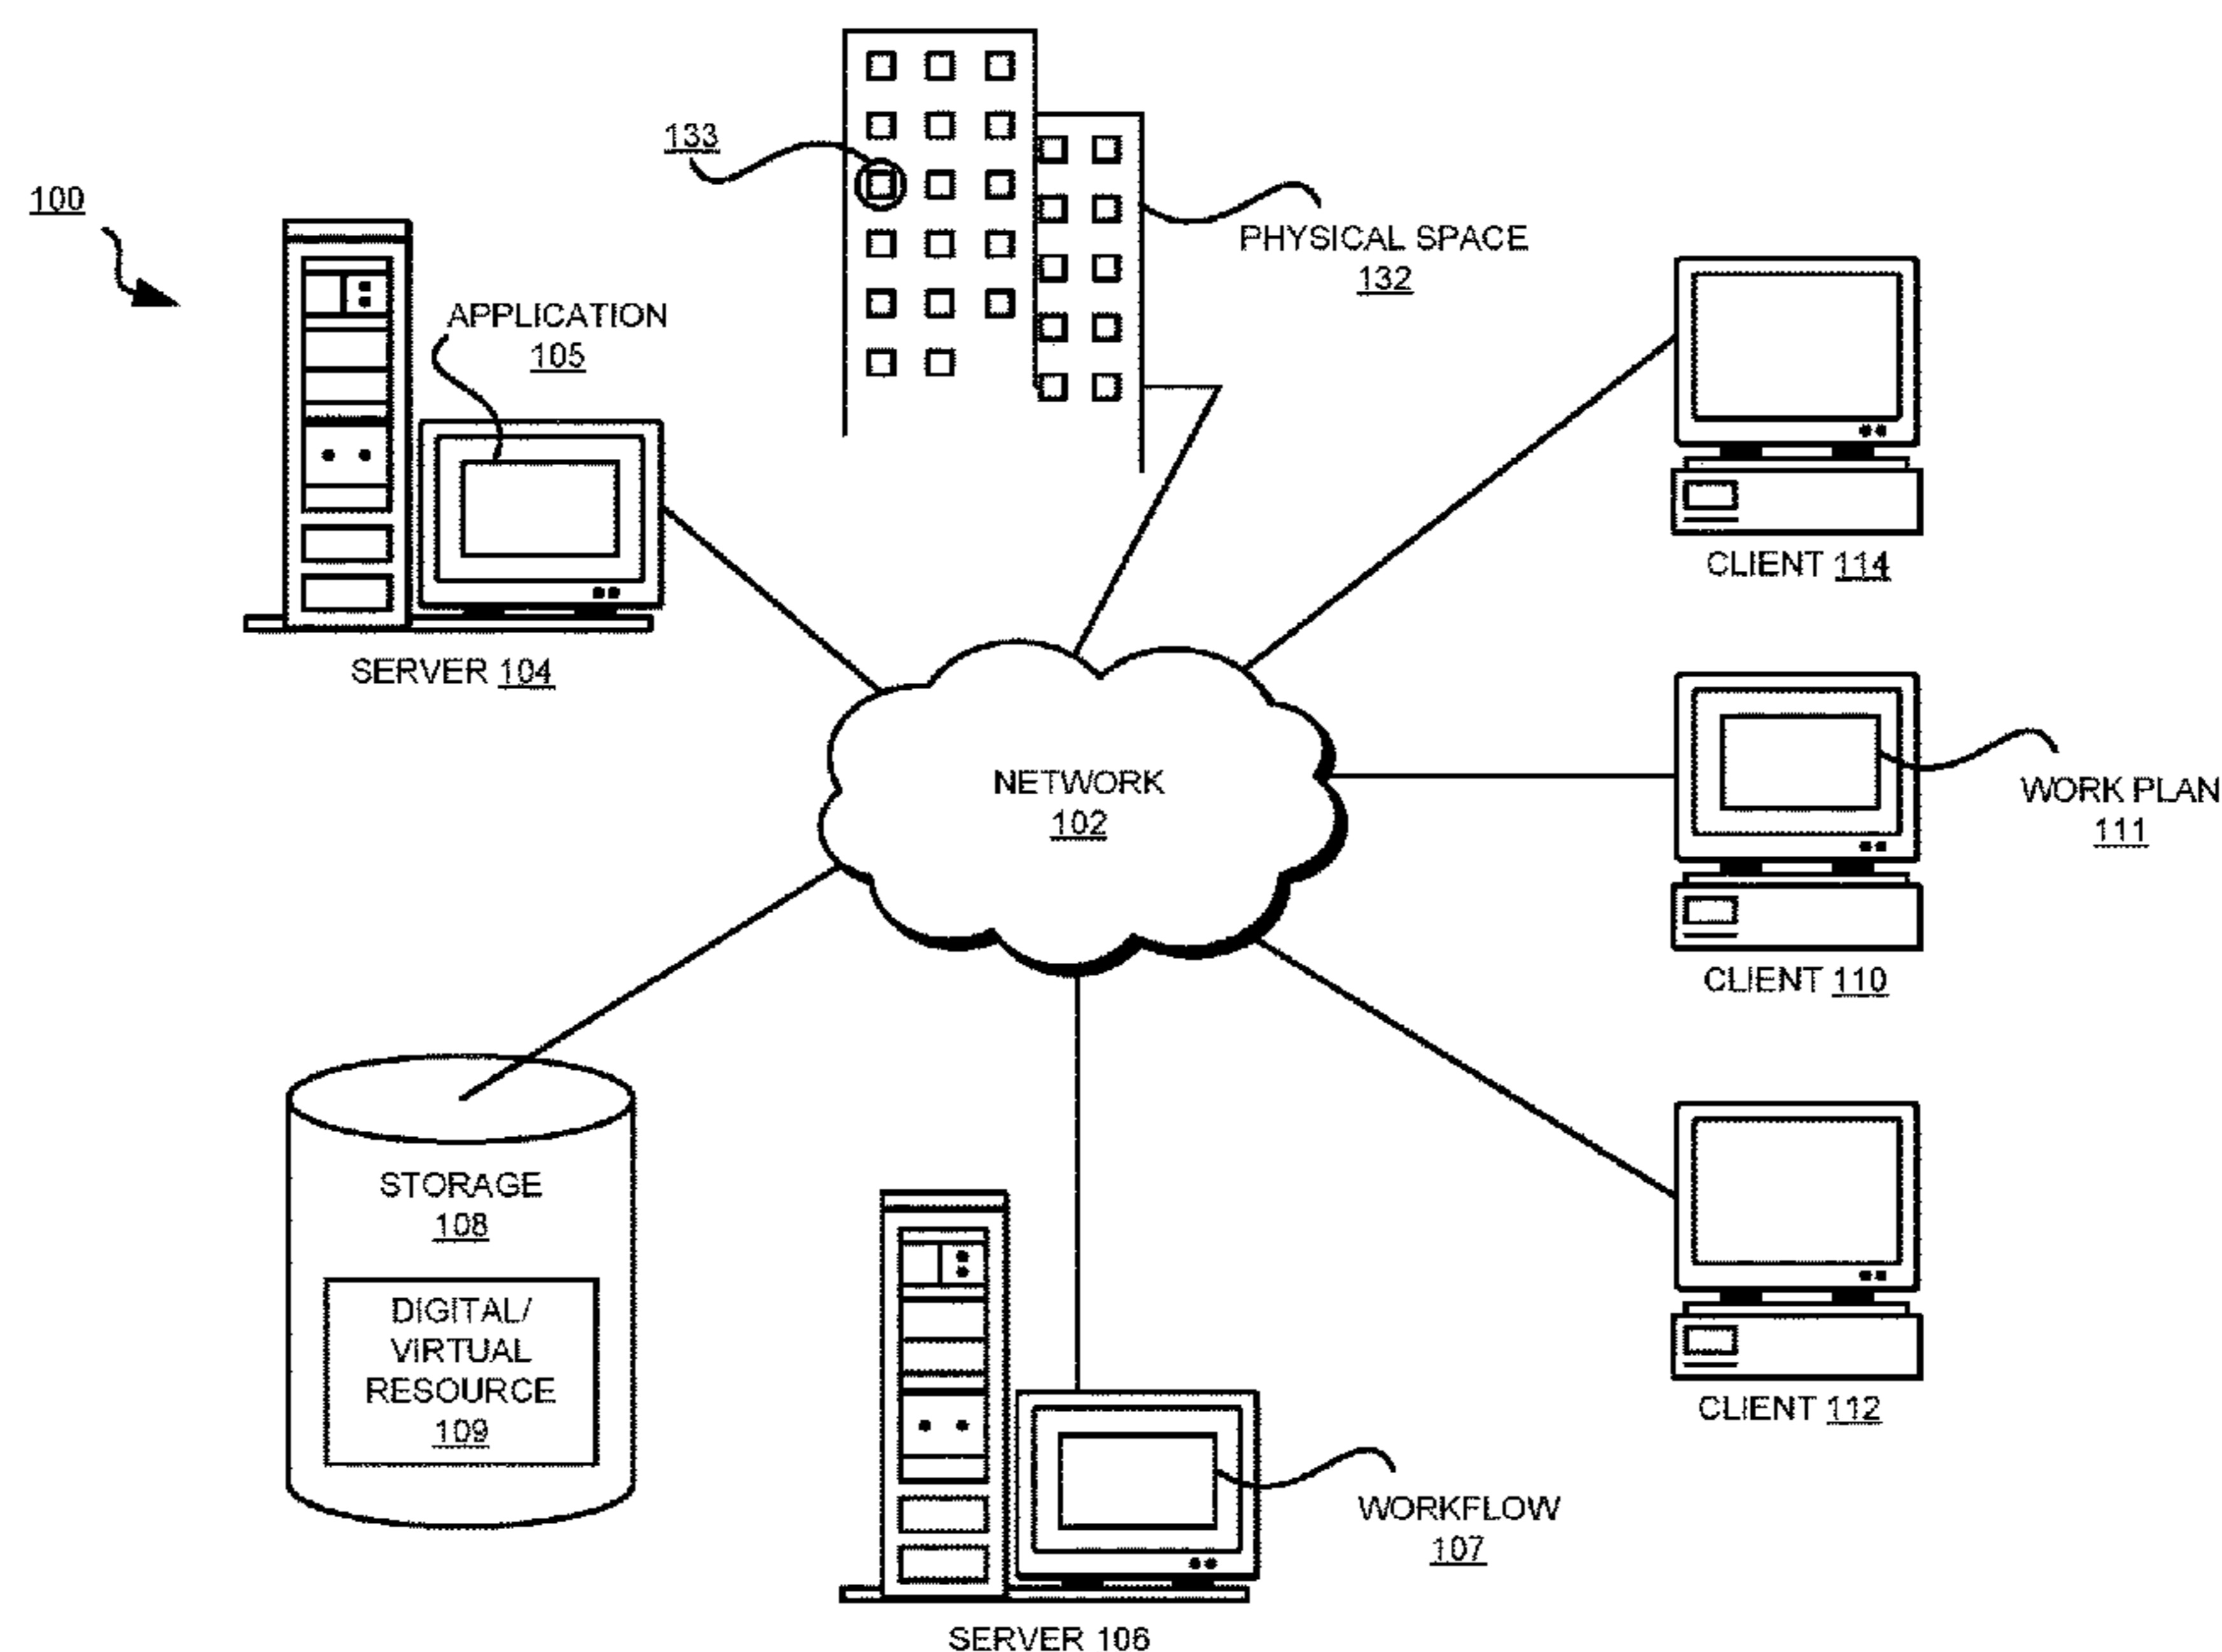 133
100
PHYSICAL SPACE
132
APPLICATION
105
CLIENT 114
SERVER 104
NETWORK
102
WORK PLAN
111
CLIENT 110
STORAGE
108
DIGITAL/
VIRTUAL
RESOURCE
109
CLIENT 112
WORKFLOW
107
SERVER 106